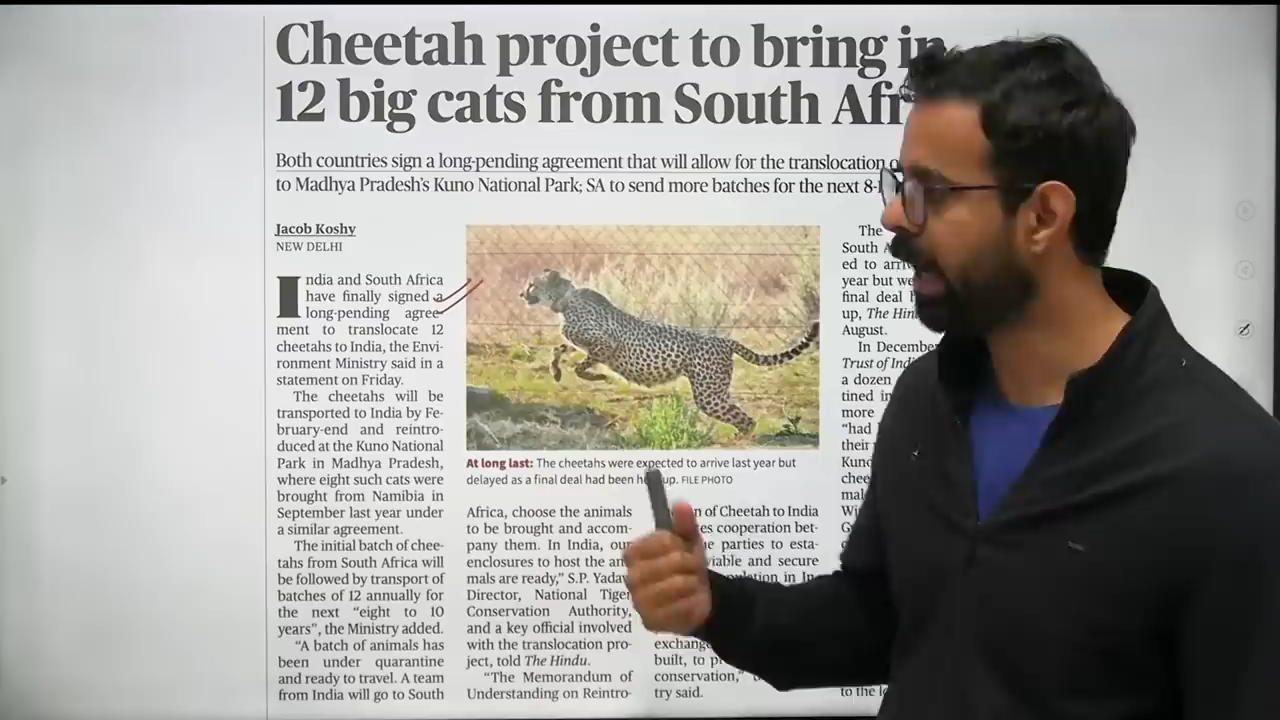 Cheetah project to bring in
12 big cats from South Afr
Both countries sign a long-pending agreement that will allow for the translocation
to Madhya Pradesh's Kuno National Park; SA to send more batches for the next 8-
Jacob Koshy
NEW DELHI
India and South Africa
have finally signed a
long-pending agree-
ment to translocate 12
cheetahs to India, the Envi-
ronment Ministry said in a
statement on Friday.
The cheetahs will be
transported to India by Fe-
bruary-end and reintro-
duced at the Kuno National
Park in Madhya Pradesh,
where eight such cats were
brought from Namibia in
September last year under
a similar agreement.
The initial batch of chee-
tahs from South Africa will
be followed by transport of
batches of 12 annually for
the next "eight to 10
years", the Ministry added.
"A batch of animals has
been under quarantine
and ready to travel. A team
from India will go to South
At long last: The cheetahs were expected to arrive last year but
delayed as a final deal had been up. FILE PHOTO
Africa, choose the animals
to be brought and accom-
pany them. In India, our
enclosures to host the ani-
mals are ready," S.P. Yadav
Director, National Tiger
Conservation Authority,
and a key official involved
with the translocation pro-
ject, told The Hindu.
"The Memorandum of
Understanding on Reintro-
n of Cheetah to India
es cooperation bet-
e parties to esta-
viable and secure
in In-
exchange
built, to
conservation,"
try said.
The
South A
ed to arriv
year but we
final deal h
up, The Hin
August.
In December
Trust of Indi
a dozen
tined in
more
"had
their
Kuno
chee
mal
Wi
G
to the